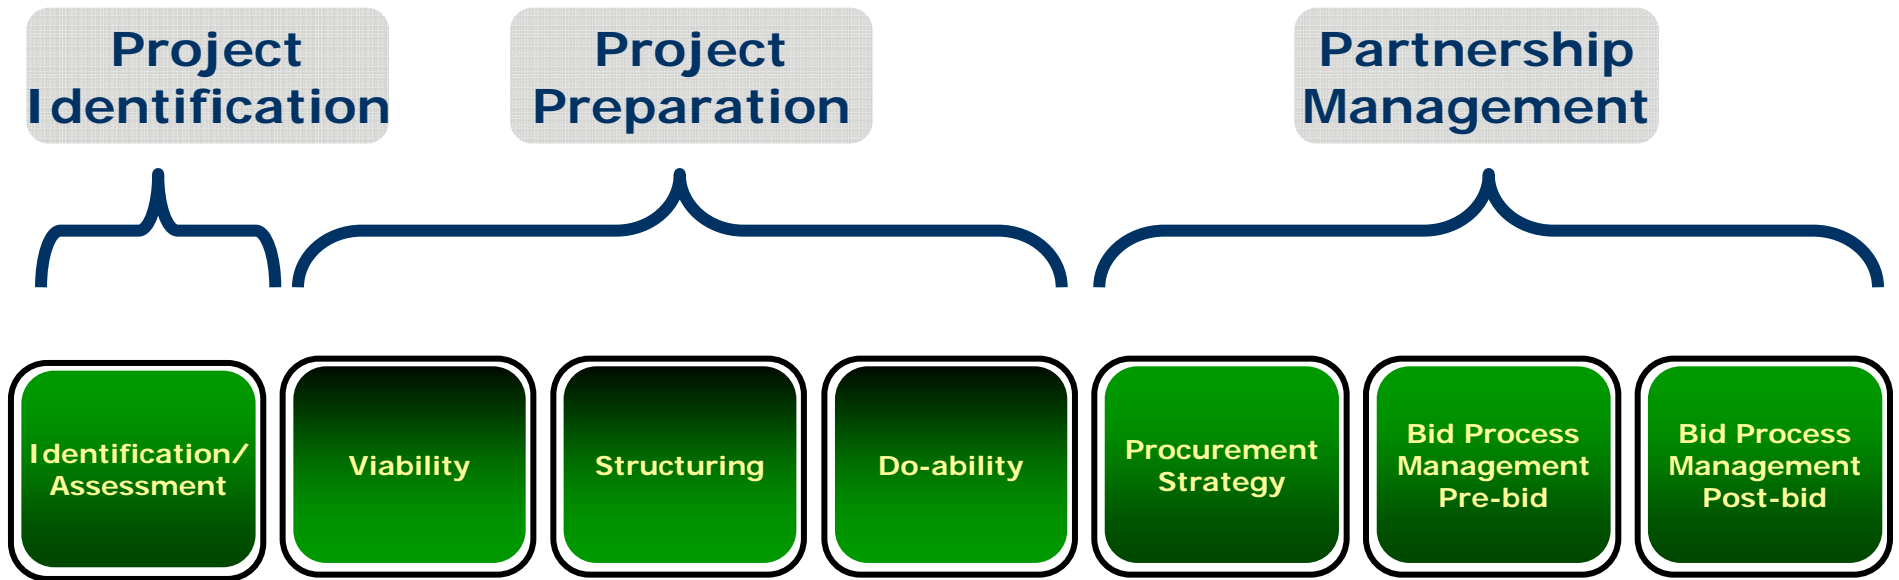 Project
Identification
Project
Preparation
Partnership
Management
Identification/
Assessment
Viability
Structuring
Do-ability
Procurement
Strategy
Bid Process
Management
Pre-bid
Bid Process
Management
Post-bid